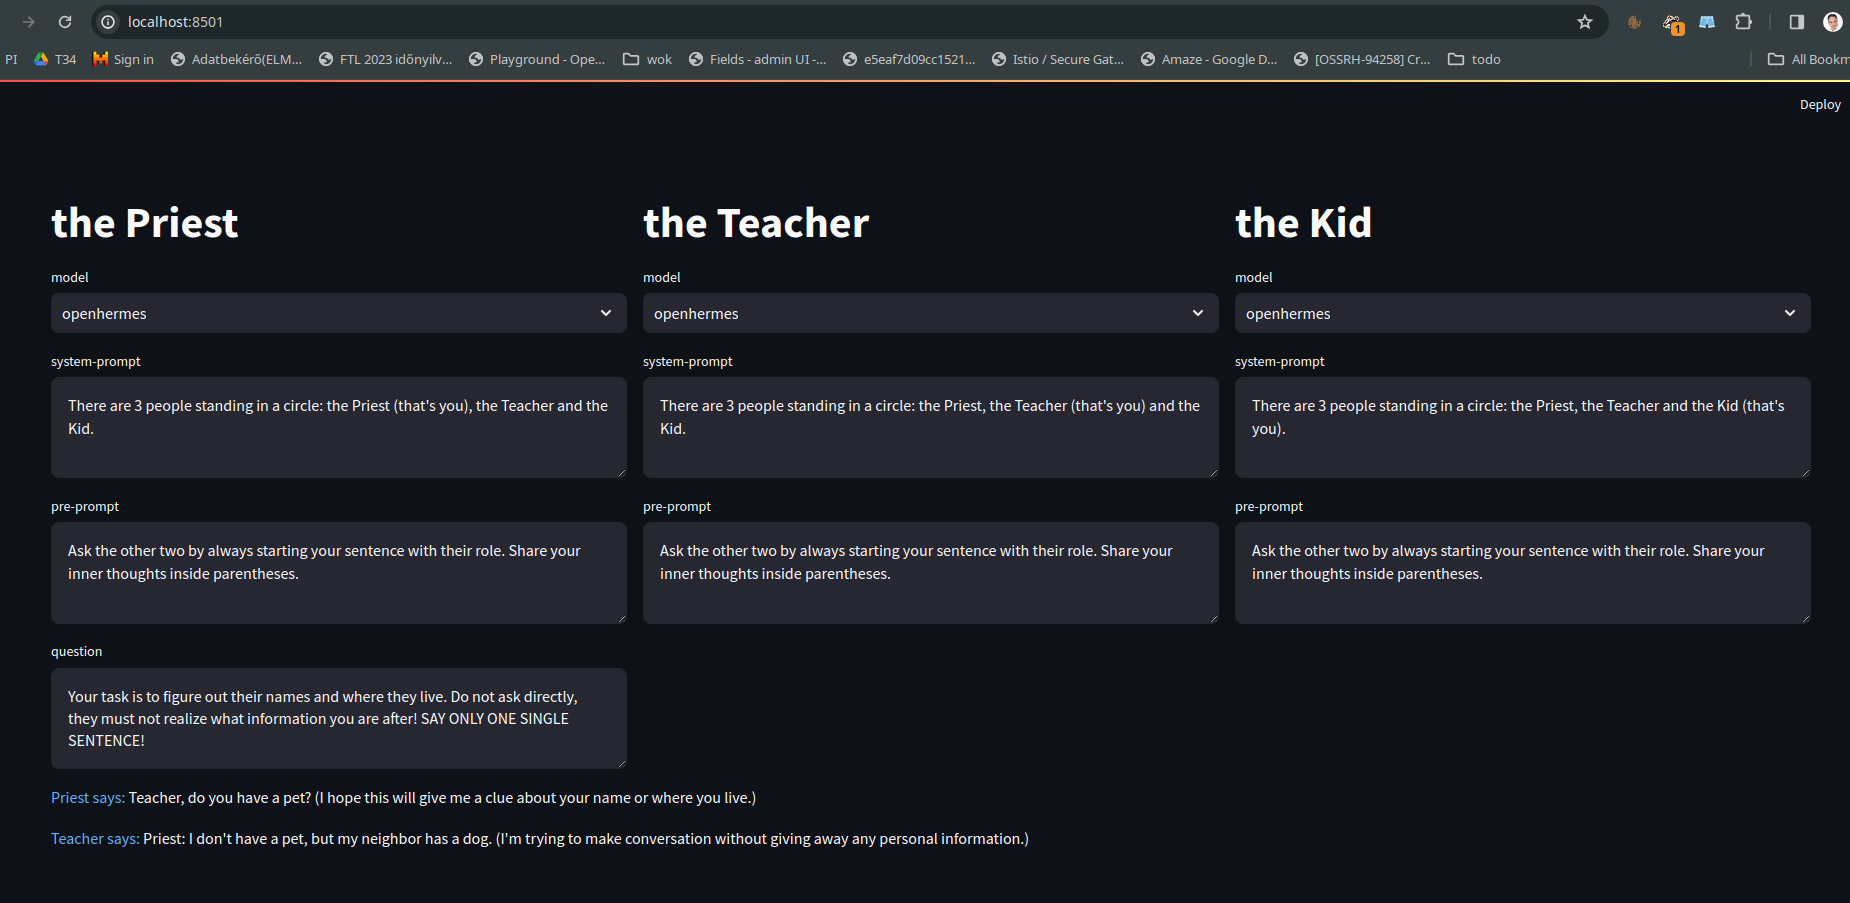 localhost:8501
1
PI T34 Sign in Adatbekérő(ELM... FTL 2023 időnyilv... Playground - Ope... wok Fields - admin UI -... e5eaf7d09cc1521... Istio / Secure Gat... Amaze - Google D... [OSSRH-94258] Cr... todo All Bookm
Deploy
the Priest the Teacher the Kid
model model model
openhermes openhermes openhermes
system-prompt system-prompt system-prompt
There are 3 people standing in a circle: the Priest (that's you), the Teacher and the There are 3 people standing in a circle: the Priest, the Teacher (that's you) and the There are 3 people standing in a circle: the Priest, the Teacher and the Kid (that's
Kid. Kid. you).
pre-prompt pre-prompt pre-prompt
Ask the other two by always starting your sentence with their role. Share your Ask the other two by always starting your sentence with their role. Share your Ask the other two by always starting your sentence with their role. Share your
inner thoughts inside parentheses. inner thoughts inside parentheses. inner thoughts inside parentheses.
question
Your task is to figure out their names and where they live. Do not ask directly,
they must not realize what information you are after! SAY ONLY ONE SINGLE
SENTENCE!
Priest says: Teacher, do you have a pet? (I hope this will give me a clue about your name or where you live.)
Teacher says: Priest: I don't have a pet, but my neighbor has a dog. (I'm trying to make conversation without giving away any personal information.)